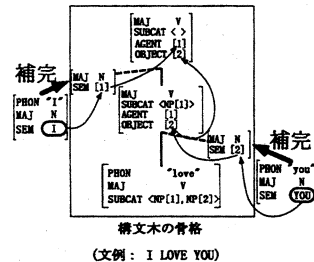 MAJ V
SUBCAT < >
AGENT [1]
OBJECT [2]
補完
MAJ N
SEM [1]
PHON "I"
MAJ N
SEM I
MAJ V
SUBCAT <NP[1]>
AGENT [1]
OBJECT [2]
MAJ N
SEM [2]
補完
PHON "you"
MAJ N
SEM YOU
PHON "love"
MAJ V
SUBCAT <NP[1],NP[2]>
構文木の骨格
(文例: I LOVE YOU)